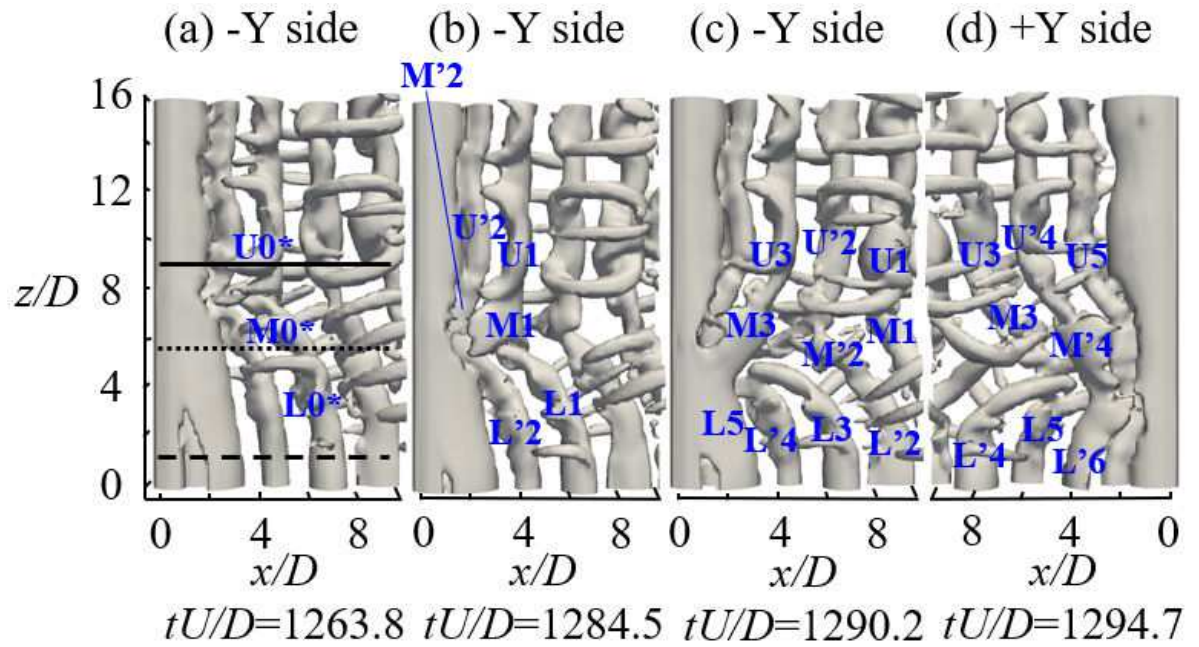 (a) -Y side (b) -Y side (c) -Y side (d) +Y side
M'2
16
12
z/D 8
4
0
U0*
M0*
L0*
U'2
U1
M1
L1
L'2
U3 U'2 U1
M3 M'2 M1
L5 L'4 L3 L'2
U3 U'4 U5
M3 M'4
L'4 L5 L'6
0 4 8 0 4 8 0 4 8 8 4 0
x/D x/D x/D x/D
tU/D=1263.8 tU/D=1284.5 tU/D=1290.2 tU/D=1294.7